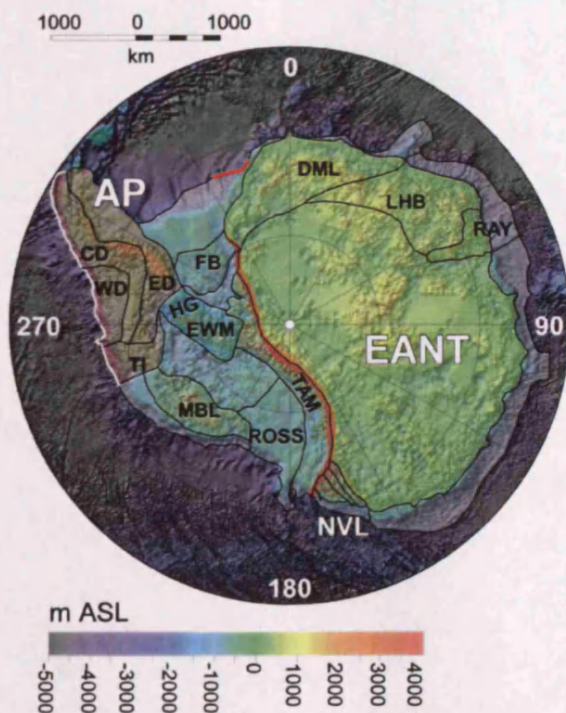 1000 0 1000
km
0
DML
LHB
RAY
AP
CD
WD
ED
FB
HG
EWM
270
90
EANT
TI
TAM
MBL
ROSS
NVL
180
m ASL
-5000 -4000 -3000 -2000 -1000 0 1000 2000 3000 4000